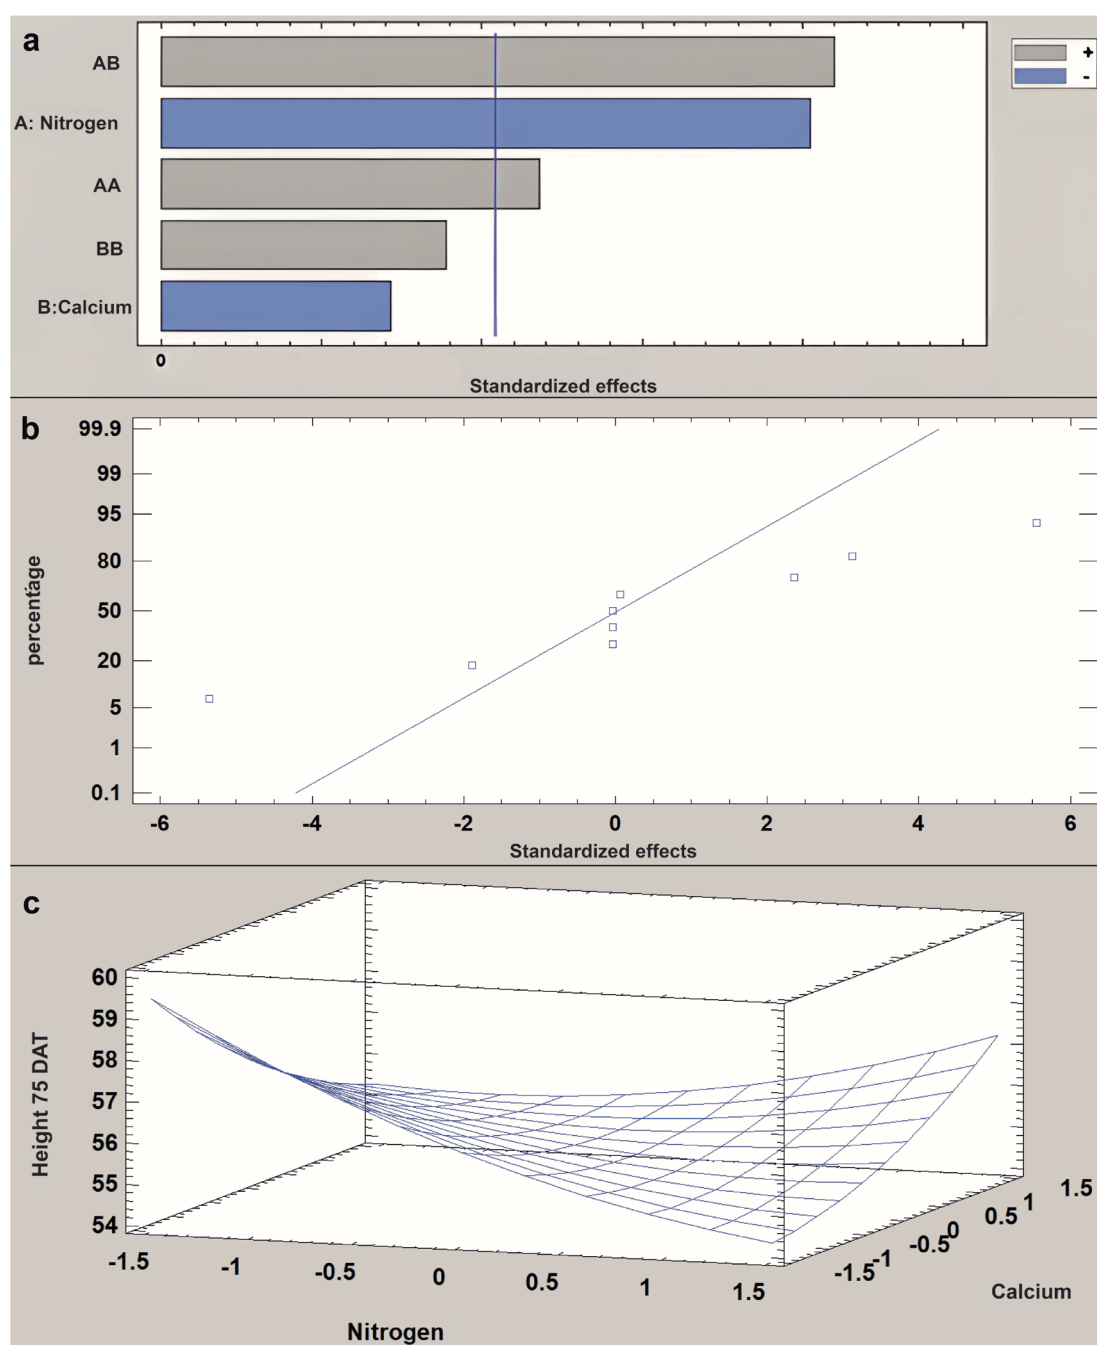 a
AB
+
-
A: Nitrogen
AA
BB
B:Calcium
0
Standardized effects
b
99.9
99
95
80
50
20
5
1
0.1
percentage
-6 -4 -2 0 2 4 6
Standardized effects
c
60
59
58
57
56
55
54
Height 75 DAT
-1.5 -1 -0.5 0 0.5 1 1.5
Nitrogen
-1.5 -1 -0.5 0 0.5 1 1.5
Calcium